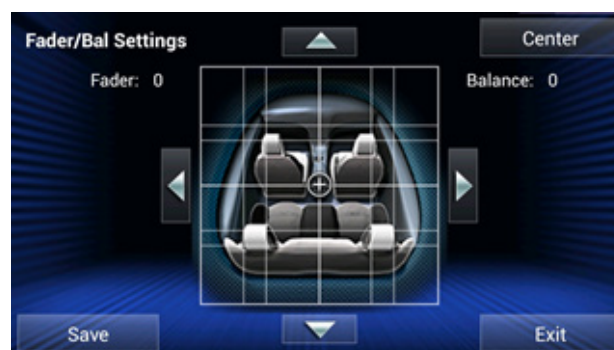 Fader/Bal Settings
Center
Fader: 0
Balance: 0
Save
Exit